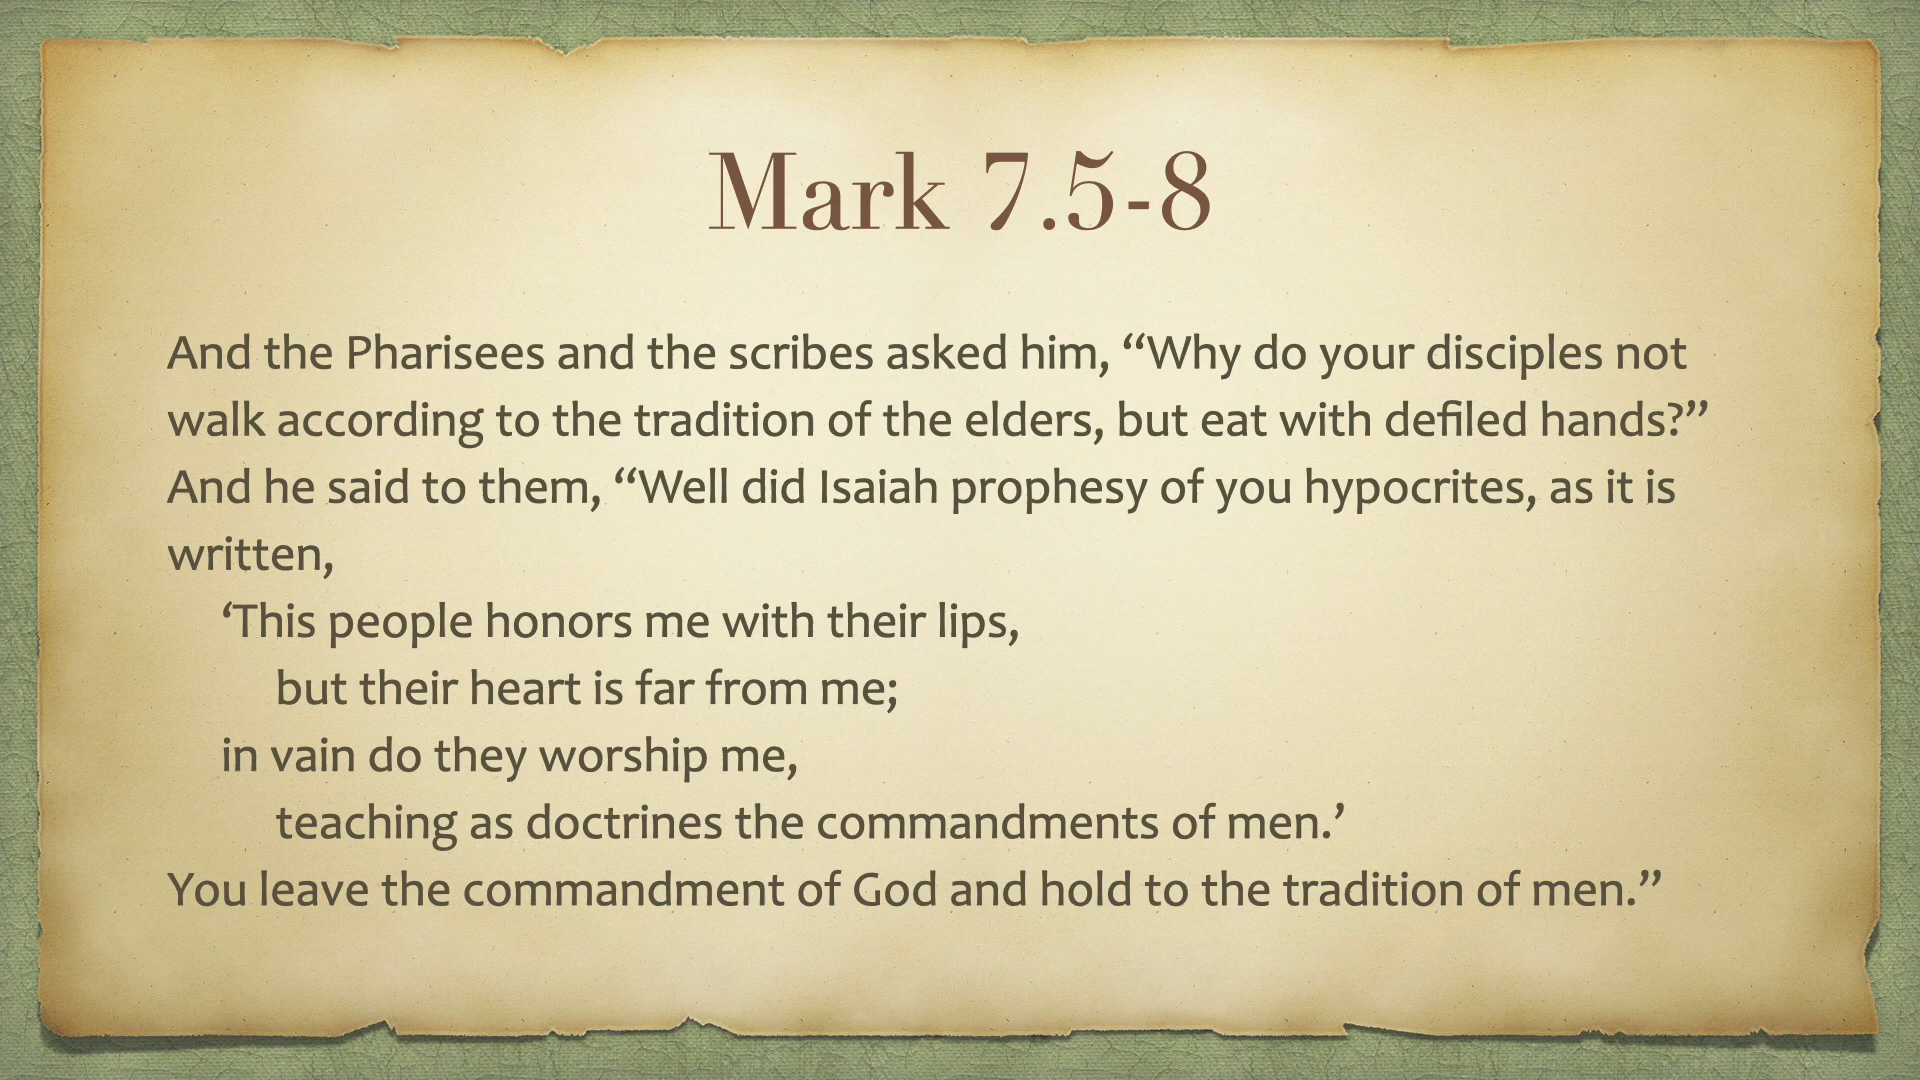 Mark 7.5-8
And the Pharisees and the scribes asked him, “Why do your disciples not
walk according to the tradition of the elders, but eat with defiled hands?”
And he said to them, “Well did Isaiah prophesy of you hypocrites, as it is
written,
‘This people honors me with their lips,
but their heart is far from me;
in vain do they worship me,
teaching as doctrines the commandments of men.’
You leave the commandment of God and hold to the tradition of men.”